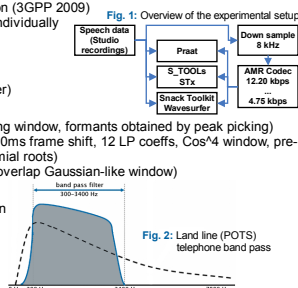 n (3GPP 2009)
ndividually
Fig. 1: Overview of the experimental setup
Speech data
(Studio
recordings)
Down sample
8 kHz
Praat
S_TOOLs
STx
AMR Codec
12.20 kbps
...
4.75 kbps
Snack Toolkit
Wavesurfer
er)
ng window, formants obtained by peak picking)
0ms frame shift, 12 LP coeffs, Cos^4 window, pre-
mial roots)
overlap Gaussian-like window)
band pass filter
300–3400 Hz
on
Fig. 2: Land line (POTS)
telephone band pass